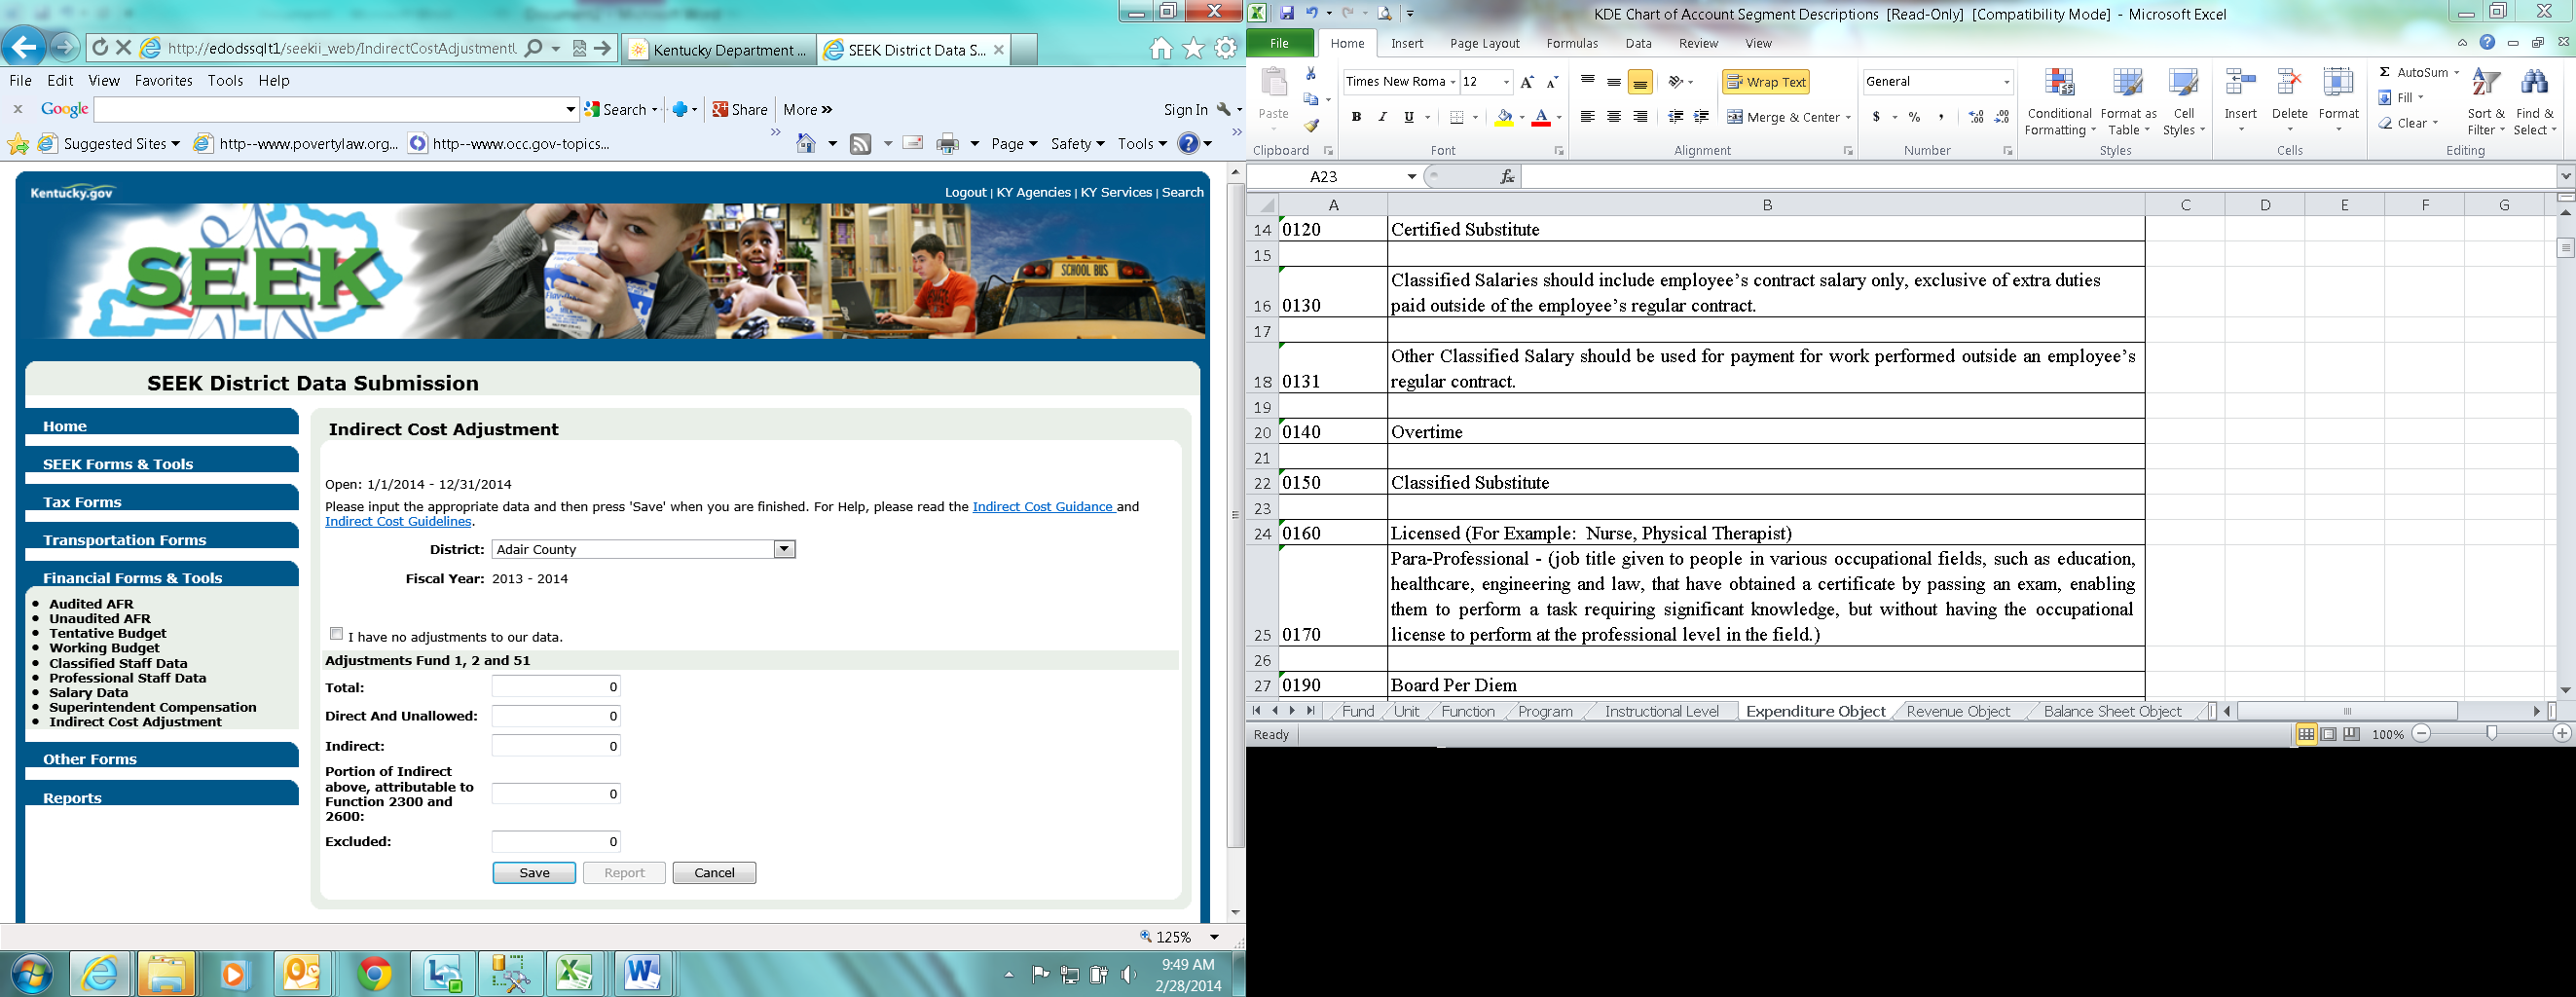 http://edodssqlt1/seekii_web/IndirectCostAdjustment
Kentucky Department ...
SEEK District Data S...
File Edit View Favorites Tools Help
Google
Search
Share
More »
Sign In
Suggested Sites
http--www.povertylaw.org...
http--www.occ.gov-topics...
Page
Safety
Tools
Kentucky.gov
Logout | KY Agencies | KY Services | Search
SEEK
SCHOOL BUS
SEEK District Data Submission
Home
SEEK Forms & Tools
Tax Forms
Transportation Forms
Financial Forms & Tools
• Audited AFR
• Unaudited AFR
• Tentative Budget
• Working Budget
• Classified Staff Data
• Professional Staff Data
• Salary Data
• Superintendent Compensation
• Indirect Cost Adjustment
Other Forms
Reports
Indirect Cost Adjustment
Open: 1/1/2014 - 12/31/2014
Please input the appropriate data and then press 'Save' when you are finished. For Help, please read the Indirect Cost Guidance and
Indirect Cost Guidelines.
District: Adair County
Fiscal Year: 2013 - 2014
I have no adjustments to our data.
Adjustments Fund 1, 2 and 51
Total: 0
Direct And Unallowed: 0
Indirect: 0
Portion of Indirect
above, attributable to
Function 2300 and
2600:
0
Excluded: 0
Save Report Cancel
125%
9:49 AM
2/28/2014
KDE Chart of Account Segment Descriptions [Read-Only] [Compatibility Mode] - Microsoft Excel
File Home Insert Page Layout Formulas Data Review View
Times New Roma 12
Wrap Text
General
Paste
B I U
Merge & Center
$ % ,
Conditional
Formatting
Format as
Table
Cell
Styles
Insert Delete Format
Σ AutoSum
Fill
Clear
Sort &
Filter
Find &
Select
Clipboard Font Alignment Number Styles Cells Editing
A23 fx
A B C D E F G
14 0120 Certified Substitute
15
Classified Salaries should include employee’s contract salary only, exclusive of extra duties
16 0130 paid outside of the employee’s regular contract.
17
Other Classified Salary should be used for payment for work performed outside an employee’s
18 0131 regular contract.
19
20 0140 Overtime
21
22 0150 Classified Substitute
23
24 0160 Licensed (For Example: Nurse, Physical Therapist)
Para-Professional - (job title given to people in various occupational fields, such as education,
healthcare, engineering and law, that have obtained a certificate by passing an exam, enabling
them to perform a task requiring significant knowledge, but without having the occupational
25 0170 license to perform at the professional level in the field.)
26
27 0190 Board Per Diem
Fund Unit Function Program Instructional Level Expenditure Object Revenue Object Balance Sheet Object
Ready
100%